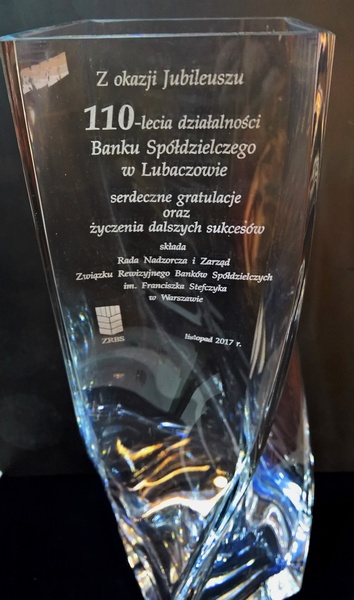 Z okazji Jubileuszu
110-lecia działalności
Banku Spółdzielczego
w Lubaczowie
serdeczne gratulacje
oraz
życzenia dalszych sukcesów
składa
Rada Nadzorcza i Zarząd
Związku Rewizyjnego Banków Spółdzielczych
im. Franciszka Stefczyka
w Warszawie
ZRBS
listopad 2017 r.